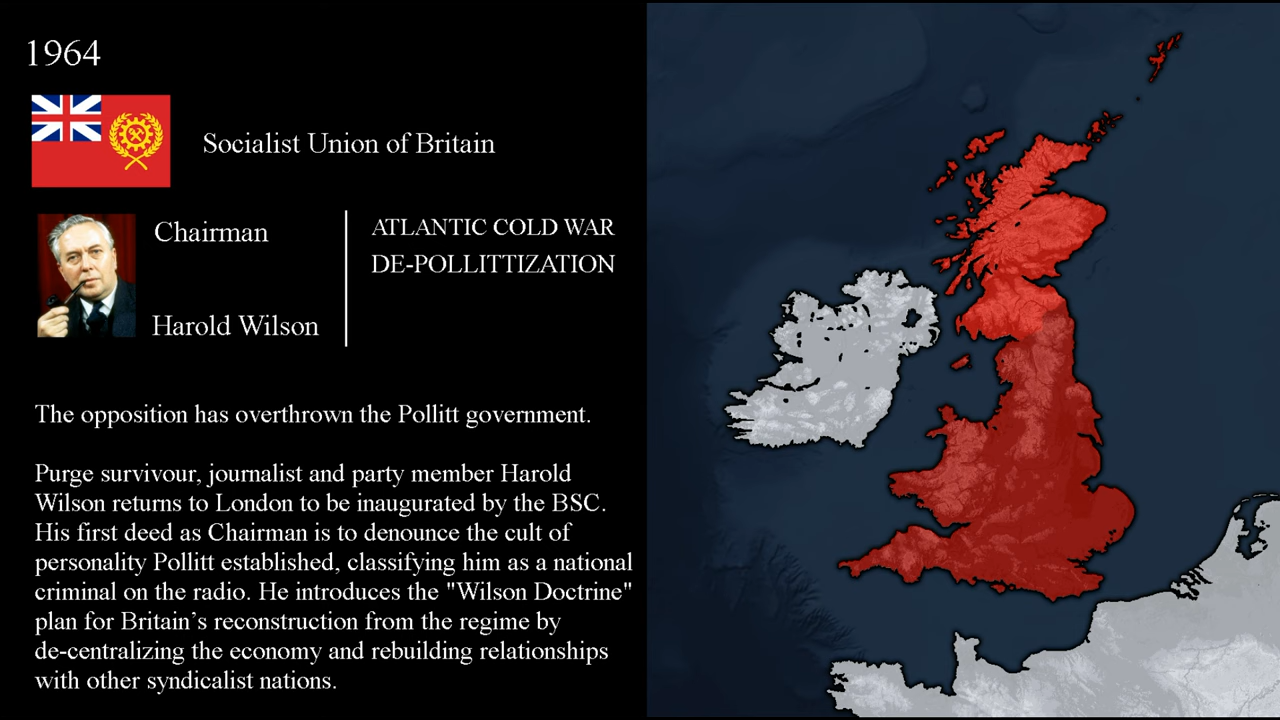 1964
Socialist Union of Britain
Chairman
Harold Wilson
ATLANTIC COLD WAR
DE-POLLITTIZATION
The opposition has overthrown the Pollitt government.
Purge survivour, journalist and party member Harold
Wilson returns to London to be inaugurated by the BSC.
His first deed as Chairman is to denounce the cult of
personality Pollitt established, classifying him as a national
criminal on the radio. He introduces the "Wilson Doctrine"
plan for Britain’s reconstruction from the regime by
de-centralizing the economy and rebuilding relationships
with other syndicalist nations.